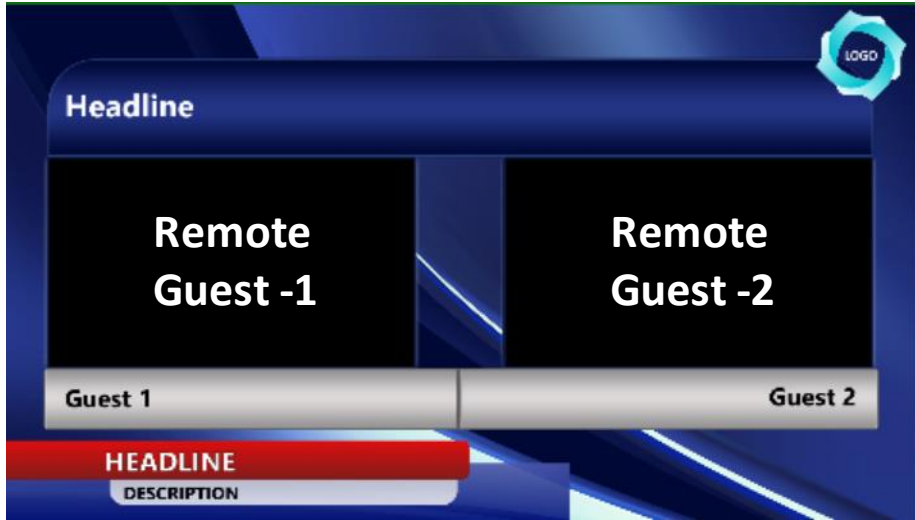 LOGO
Headline
Remote
Guest -1
Remote
Guest -2
Guest 1
Guest 2
HEADLINE
DESCRIPTION